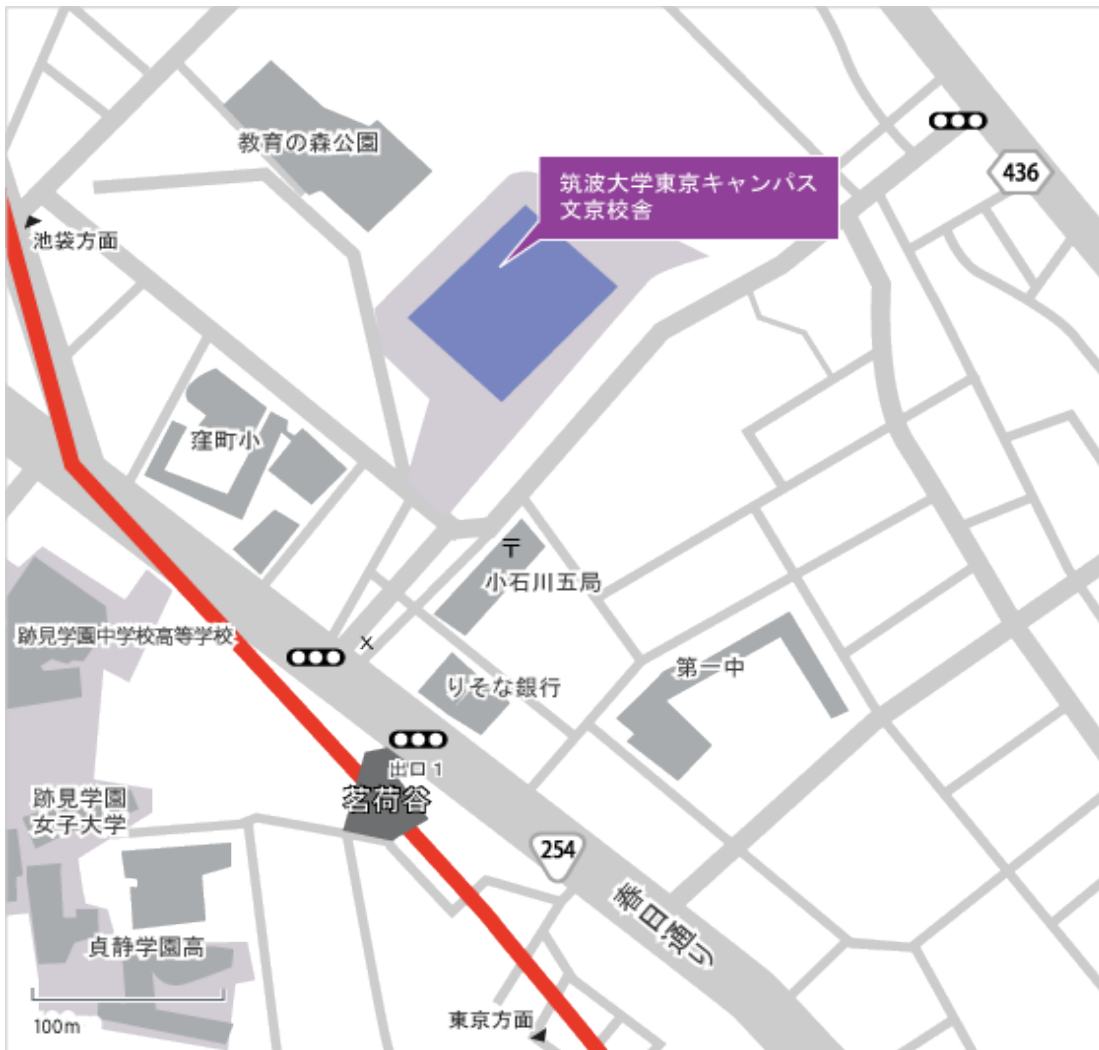 教育の森公園
筑波大学東京キャンパス
文京校舎
436
池袋方面
窪町小
〒
小石川五局
跡見学園中学校高等学校
X
第一中
りそな銀行
出口1
茗荷谷
跡見学園
女子大学
254
春日通り
貞静学園高
100m
東京方面